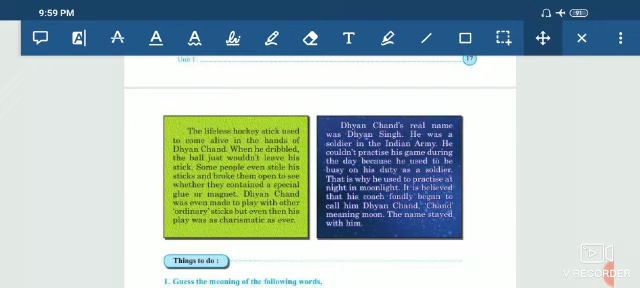 9:59 PM
91
Unit 1
17
The lifeless hockey stick used
to come alive in the hands of
Dhyan Chand. When he dribbled,
the ball just wouldn't leave his
stick. Some people even stole his
sticks and broke them open to see
whether they contained a special
glue or magnet. Dhyan Chand
was even made to play with other
'ordinary' sticks but even then his
play was as charismatic as ever.
Dhyan Chand's real name
was Dhyan Singh. He was a
soldier in the Indian Army. He
couldn't practise his game during
the day because he used to be
busy on his duty as a soldier.
That is why he used to practise at
night in moonlight. It is believed
that his coach fondly began to
call him Dhyan Chand, 'Chand'
meaning moon. The name stayed
with him.
Things to do :
1. Guess the meaning of the following words.
V RECORDER